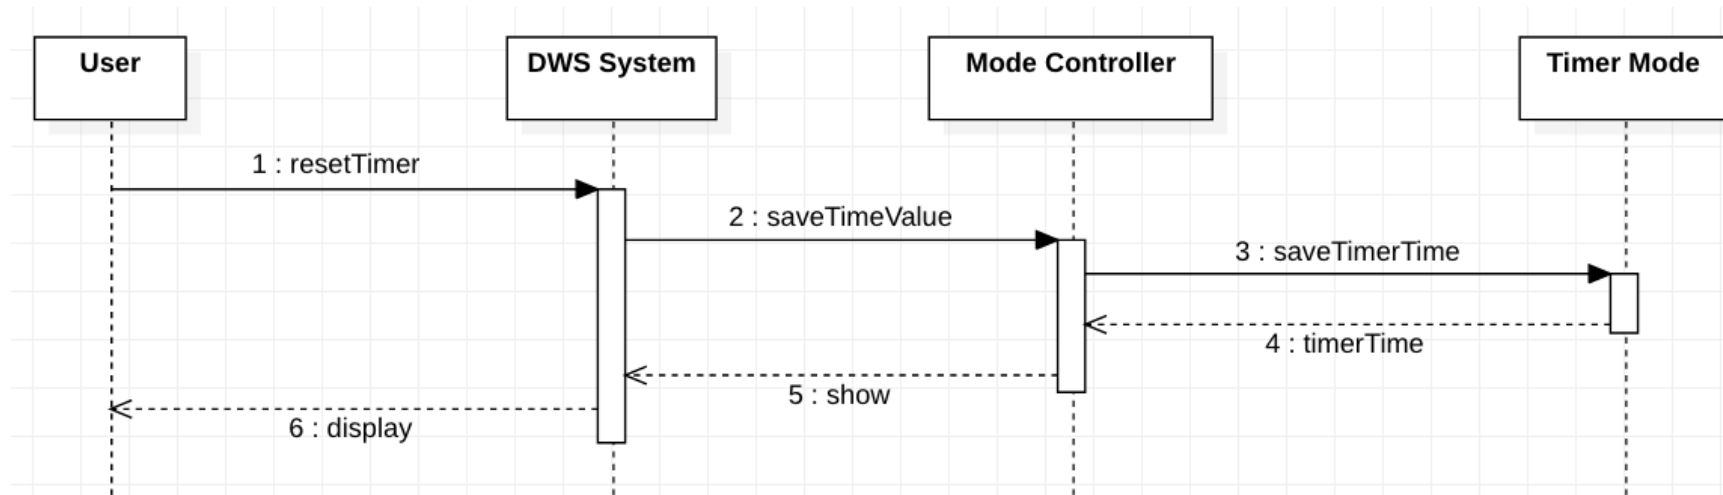 User
DWS System
Mode Controller
Timer Mode
1 : resetTimer
2 : saveTimeValue
3 : saveTimerTime
4 : timerTime
5 : show
6 : display